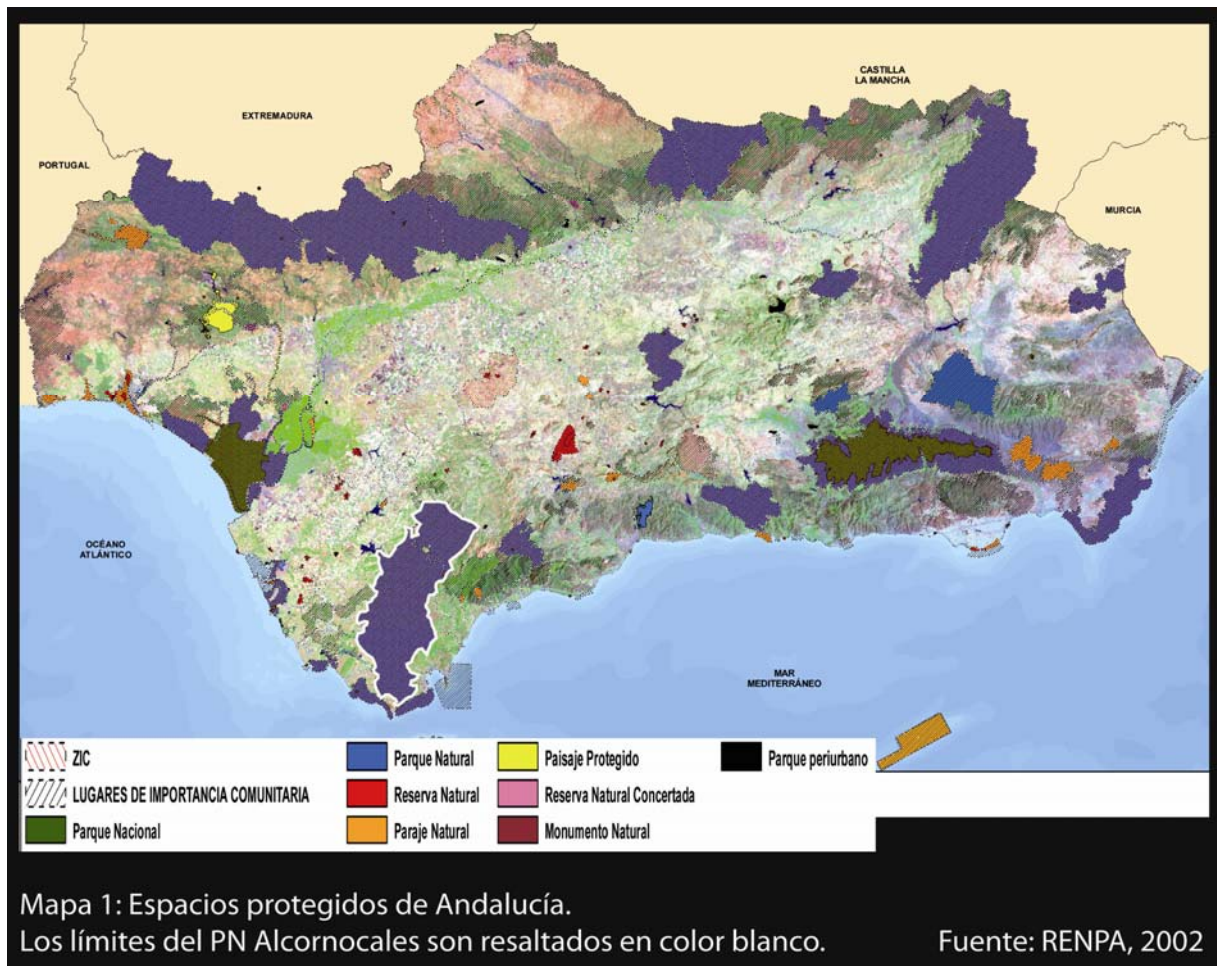 CASTILLA
LA MANCHA
EXTREMADURA
PORTUGAL
MURCIA
OCÉANO
ATLÁNTICO
MAR
MEDITERRÁNEO
ZIC
LUGARES DE IMPORTANCIA COMUNITARIA
Parque Nacional
Parque Natural
Reserva Natural
Paraje Natural
Paisaje Protegido
Reserva Natural Concertada
Monumento Natural
Parque periurbano
Mapa 1: Espacios protegidos de Andalucía.
Los límites del PN Alcornocales son resaltados en color blanco.
Fuente: RENPA, 2002